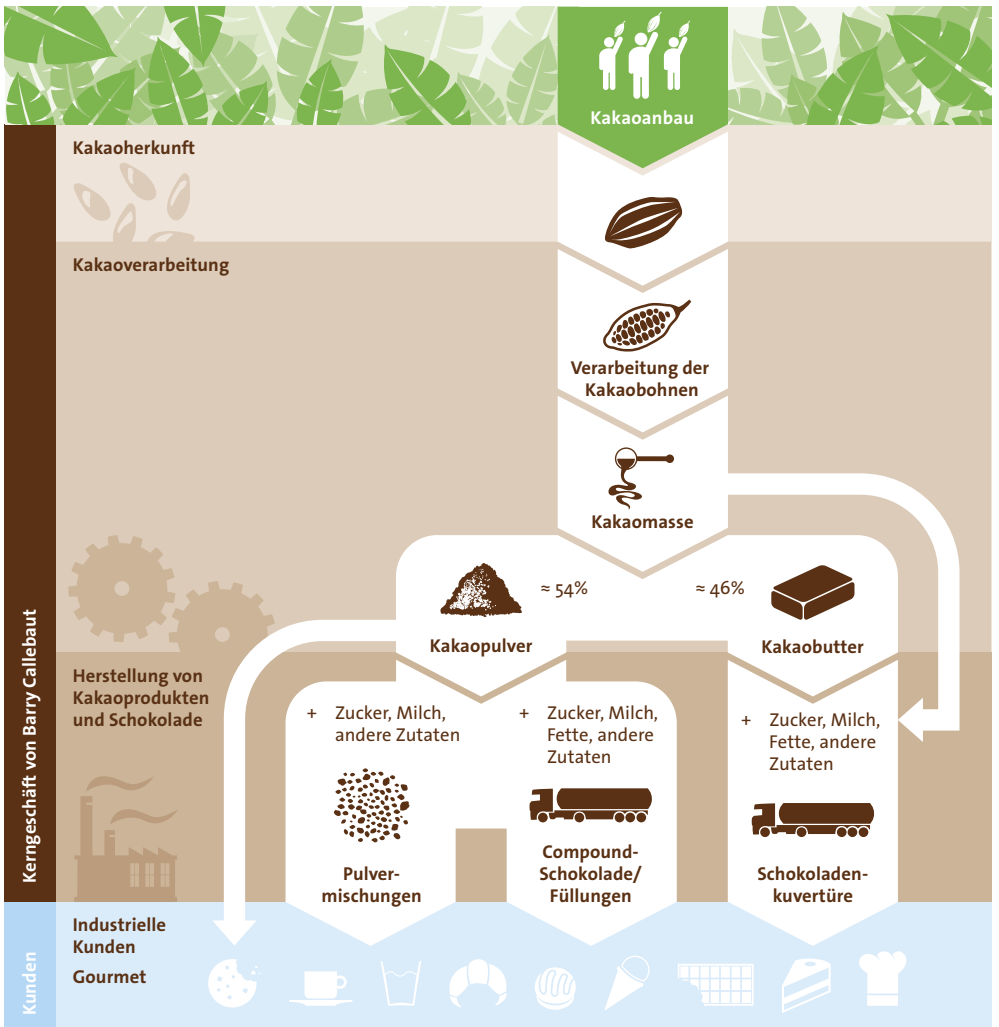 Kakaoanbau
Kakaoherkunft
Kakaoverarbeitung
Verarbeitung der
Kakaobohnen
Kakaomasse
≈ 54%
≈ 46%
Kakaopulver
Kakaobutter
Kerngeschäft von Barry Callebaut
Herstellung von
Kakaoprodukten
und Schokolade
+ Zucker, Milch,
andere Zutaten
+ Zucker, Milch,
Fette, andere
Zutaten
+ Zucker, Milch,
Fette, andere
Zutaten
Pulver-
mischungen
Compound-
Schokolade/
Füllungen
Schokoladen-
kuvertüre
Kunden
Industrielle
Kunden
Gourmet